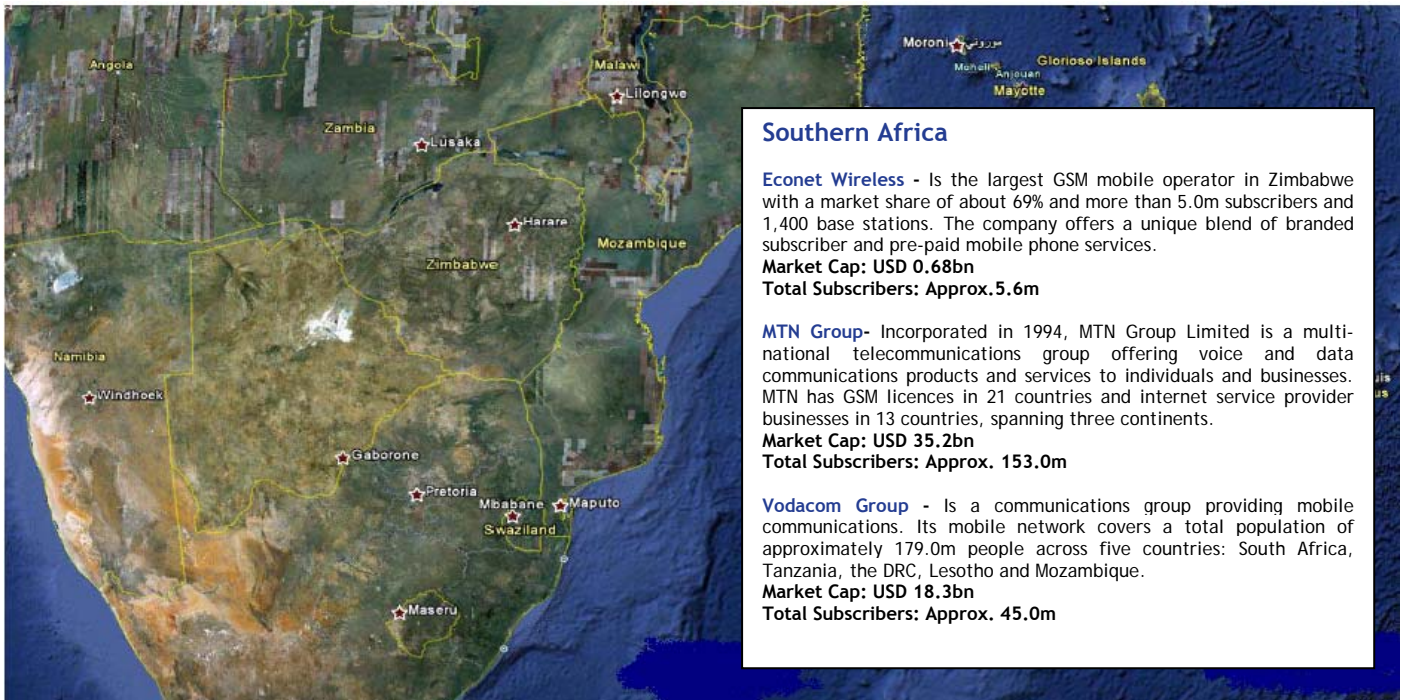 Moroni موروني
Angola
Malawi
Moheli
Anjouan
Glorioso Islands
Mayotte
Lilongwe
Zambia
Lusaka
Harare
Mozambique
Zimbabwe
Namibia
Windhoek
Gaborone
Pretoria
Mbabane
Maputo
Swaziland
Maseru
Southern Africa
Econet Wireless - Is the largest GSM mobile operator in Zimbabwe
with a market share of about 69% and more than 5.0m subscribers and
1,400 base stations. The company offers a unique blend of branded
subscriber and pre-paid mobile phone services.
Market Cap: USD 0.68bn
Total Subscribers: Approx.5.6m
MTN Group- Incorporated in 1994, MTN Group Limited is a multi-
national telecommunications group offering voice and data
communications products and services to individuals and businesses.
MTN has GSM licences in 21 countries and internet service provider
businesses in 13 countries, spanning three continents.
Market Cap: USD 35.2bn
Total Subscribers: Approx. 153.0m
Vodacom Group - Is a communications group providing mobile
communications. Its mobile network covers a total population of
approximately 179.0m people across five countries: South Africa,
Tanzania, the DRC, Lesotho and Mozambique.
Market Cap: USD 18.3bn
Total Subscribers: Approx. 45.0m